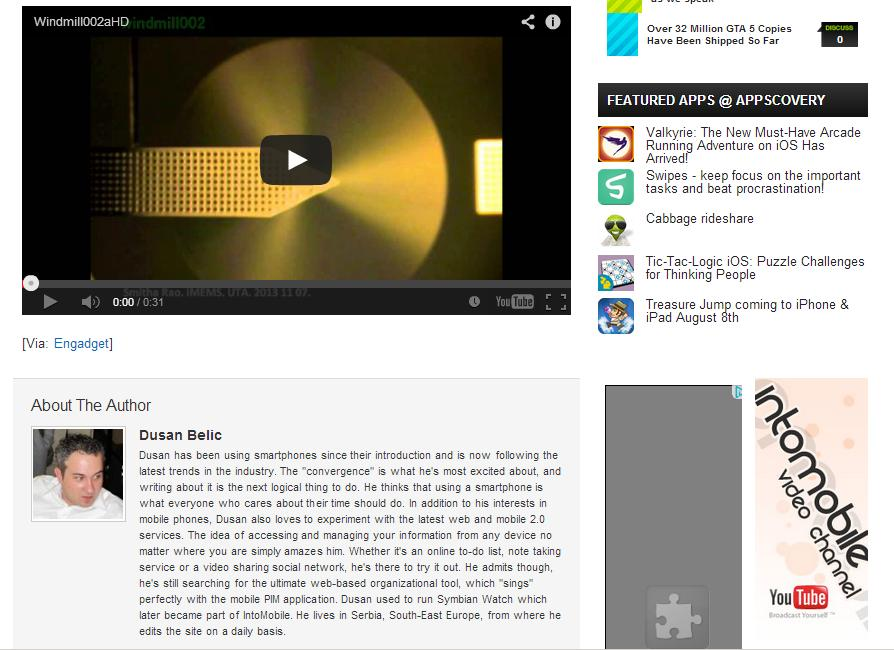 Windmill002aHD
Windmill002
Smitha Rao. IMEMS. UTA. 2013 11 07.
0:00 / 0:31
YouTube
[Via: Engadget]
About The Author
Dusan Belic
Dusan has been using smartphones since their introduction and is now following the
latest trends in the industry. The "convergence" is what he's most excited about, and
writing about it is the next logical thing to do. He thinks that using a smartphone is
what everyone who cares about their time should do. In addition to his interests in
mobile phones, Dusan also loves to experiment with the latest web and mobile 2.0
services. The idea of accessing and managing your information from any device no
matter where you are simply amazes him. Whether it's an online to-do list, note taking
service or a video sharing social network, he's there to try it out. He admits though,
he's still searching for the ultimate web-based organizational tool, which "sings"
perfectly with the mobile PIM application. Dusan used to run Symbian Watch which
later became part of IntoMobile. He lives in Serbia, South-East Europe, from where he
edits the site on a daily basis.
as we speak
Over 32 Million GTA 5 Copies
Have Been Shipped So Far
DISCUSS
0
FEATURED APPS @ APPSCOVERY
Valkyrie: The New Must-Have Arcade
Running Adventure on iOS Has
Arrived!
Swipes - keep focus on the important
tasks and beat procrastination!
Cabbage rideshare
Tic-Tac-Logic iOS: Puzzle Challenges
for Thinking People
Treasure Jump coming to iPhone &
iPad August 8th
intomobile
video channel
YouTube
Broadcast Yourself™